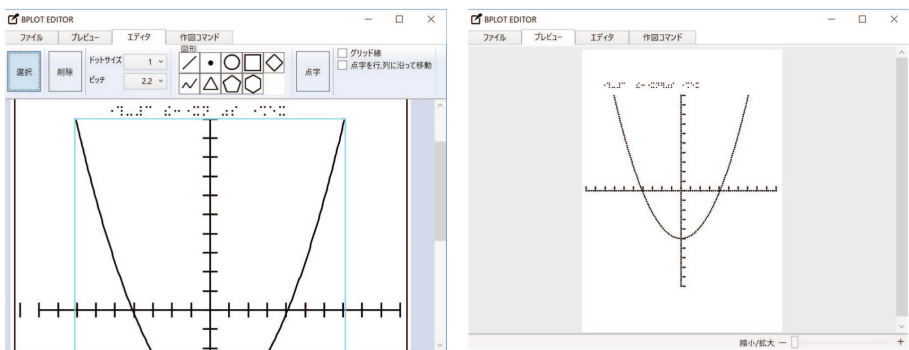 BPLOT EDITOR
ファイル プレビュー エディタ 作図コマンド
選択
削除
ドットサイズ 1
ピッチ 2.2
図形
点字
グリッド線
点字を行,列に沿って移動
BPLOT EDITOR
ファイル プレビュー エディタ 作図コマンド
縮小/拡大